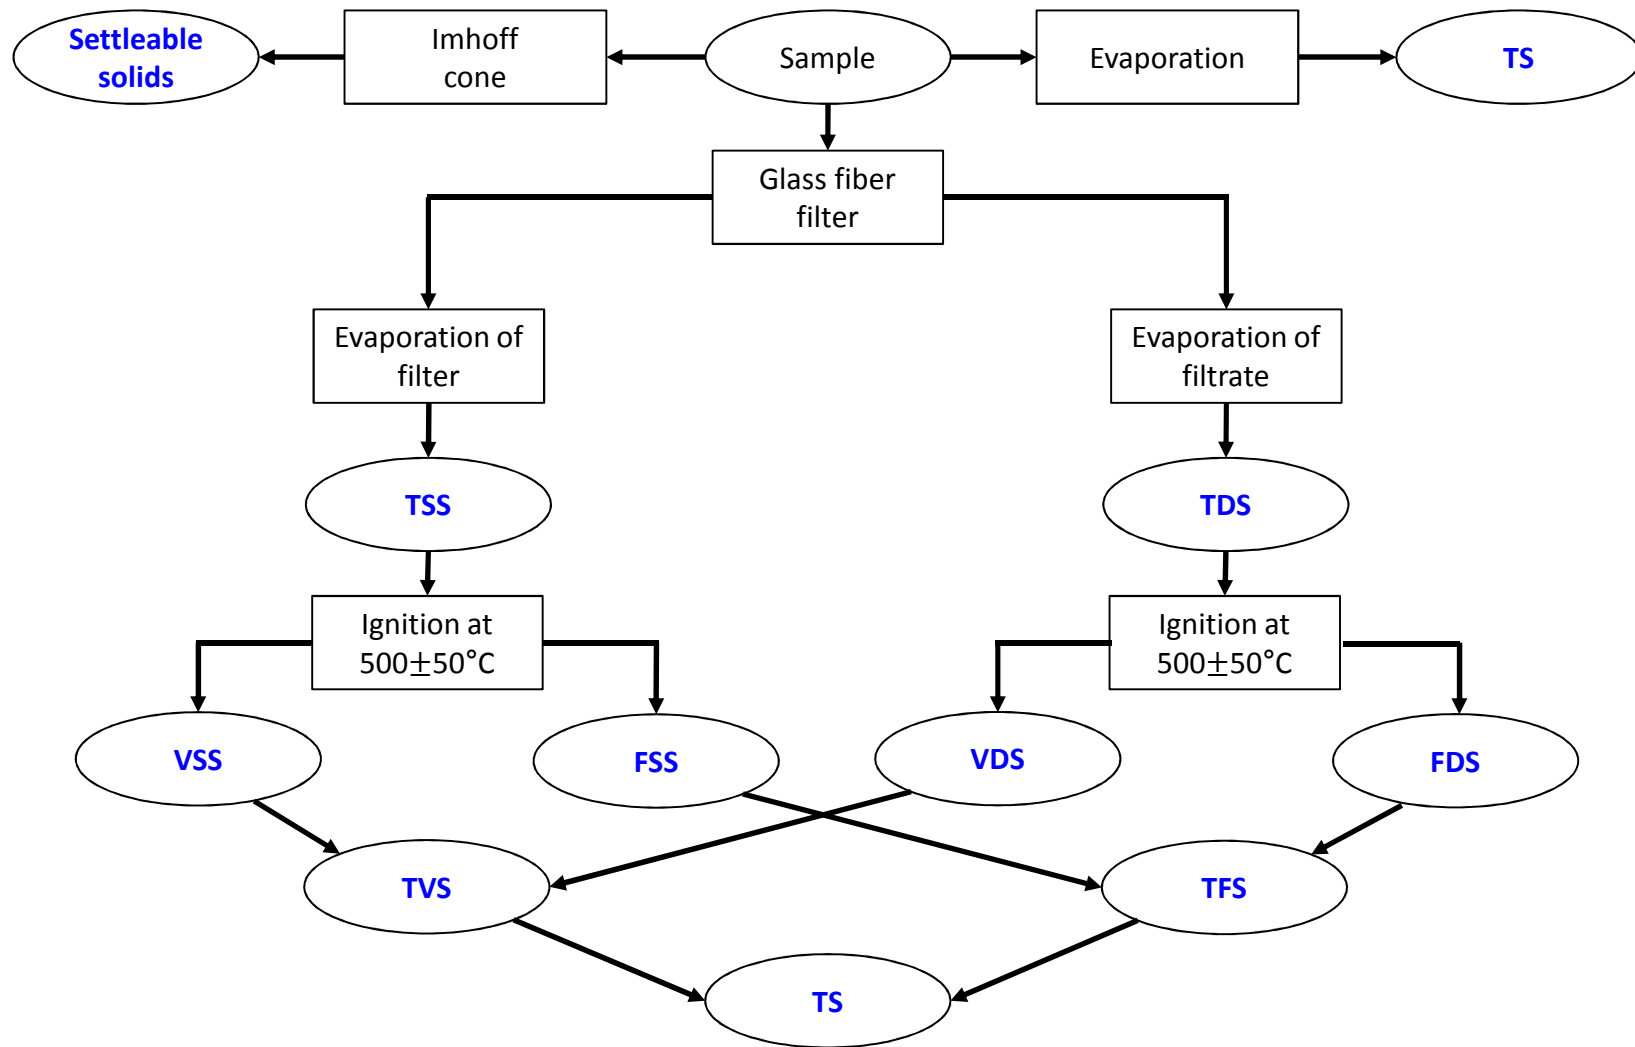 Settleable
solids
Imhoff
cone
Sample
Evaporation
TS
Glass fiber
filter
Evaporation of
filter
Evaporation of
filtrate
TSS
TDS
Ignition at
500±50°C
Ignition at
500±50°C
VSS
FSS
VDS
FDS
TVS
TFS
TS